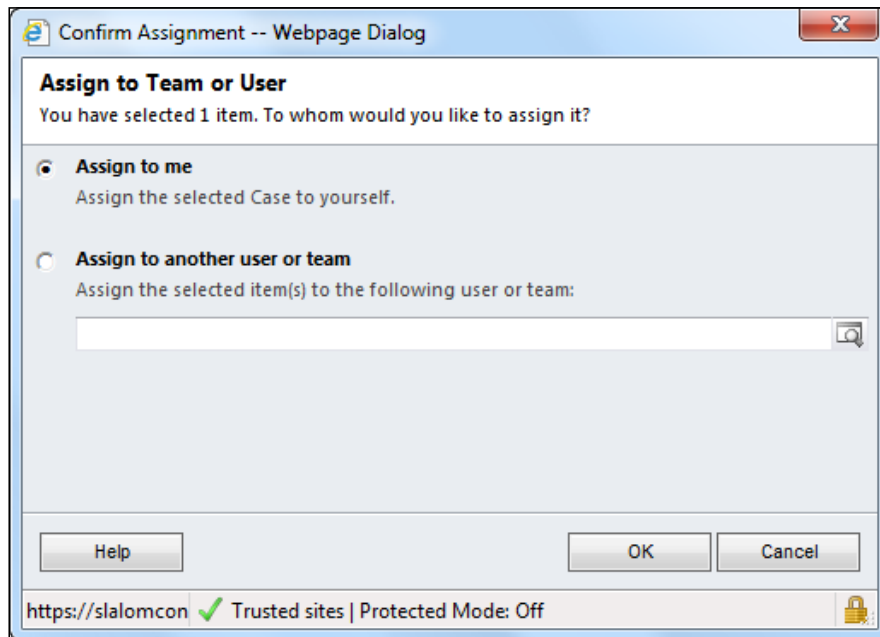 Confirm Assignment -- Webpage Dialog
Assign to Team or User
You have selected 1 item. To whom would you like to assign it?
Assign to me
Assign the selected Case to yourself.
Assign to another user or team
Assign the selected item(s) to the following user or team:
Help OK Cancel
https://slalomcon Trusted sites | Protected Mode: Off